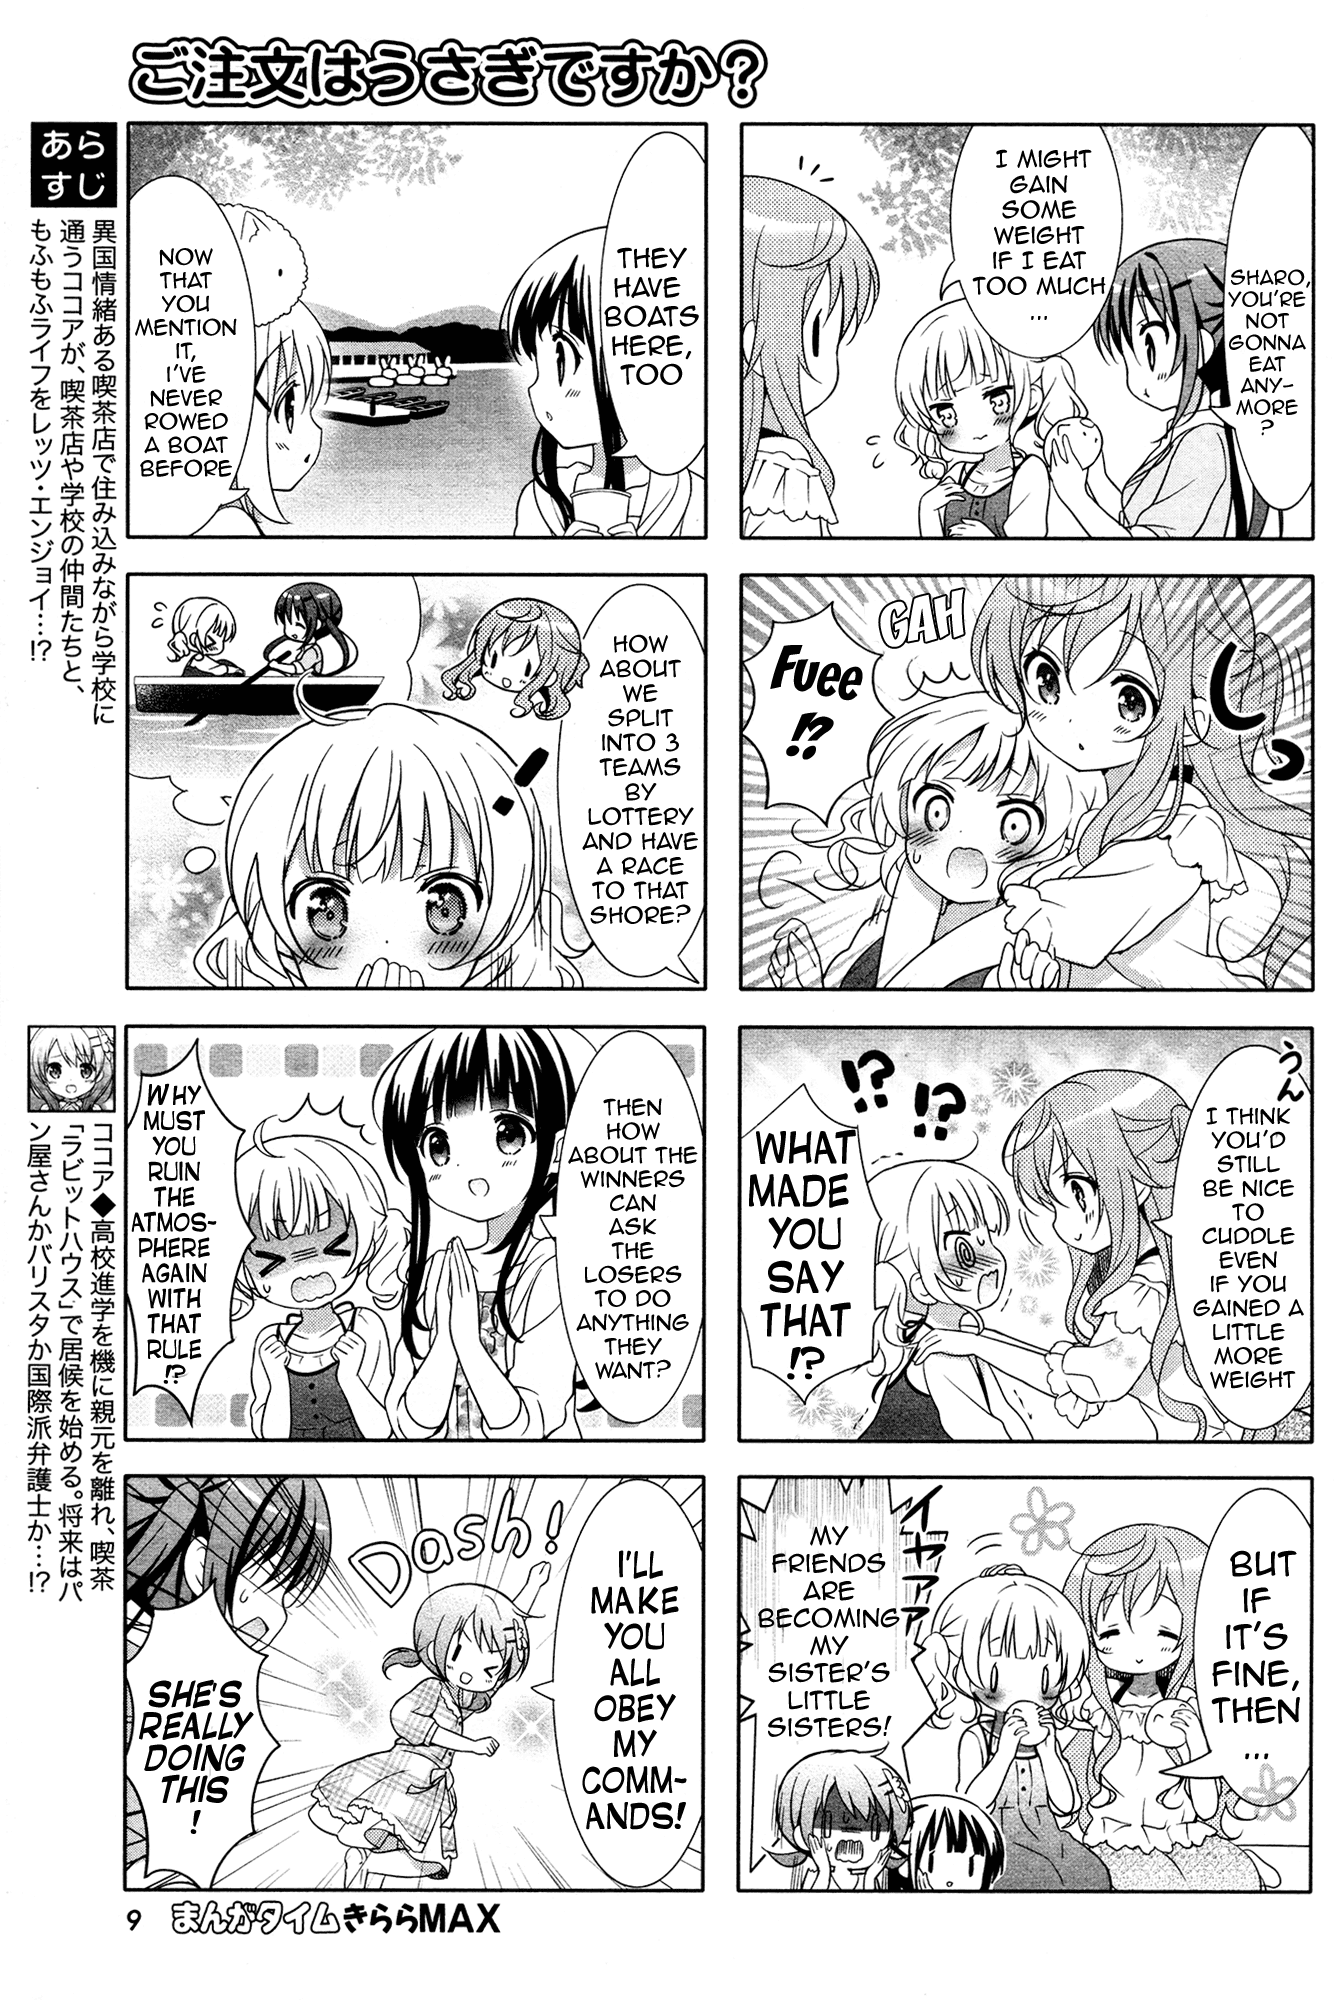 ご注文はうさぎですか？
SHARO,
YOU'RE
NOT
GONNA
EAT
ANY-
MORE
?
I MIGHT
GAIN
SOME
WEIGHT
IF I EAT
TOO MUCH
...
GAH
Fuee
!?
しっ
うん
I THINK
YOU'D
STILL
BE NICE
TO
CUDDLE
EVEN
IF YOU
GAINED A
LITTLE
MORE
WEIGHT
!?
!?
WHAT
MADE
YOU
SAY
THAT
!?
BUT IF
IT'S
FINE,
THEN
...
イヤアアア
MY
FRIENDS
ARE
BECOMING
MY
SISTER'S
LITTLE
SISTERS!
THEY
HAVE
BOATS
HERE,
TOO
NOW
THAT
YOU
MENTION
IT,
I'VE
NEVER
ROWED
A BOAT
BEFORE
HOW
ABOUT
WE
SPLIT
INTO 3
TEAMS
BY
LOTTERY
AND HAVE
A RACE
TO THAT
SHORE?
THEN
HOW
ABOUT THE
WINNERS
CAN
ASK
THE
LOSERS
TO DO
ANYTHING
THEY
WANT?
WHY
MUST
YOU
RUIN
THE
ATMOS-
PHERE
AGAIN
WITH
THAT
RULE
!?
I'LL
MAKE
YOU
ALL
OBEY
MY
COMM-
ANDS!
Dash!
SHE'S
REALLY
DOING
THIS
!
あら
すじ
異国情緒ある喫茶店で住み込みながら学校に
通うココアが、喫茶店や学校の仲間たちと、
もふもふライフをレッツ・エンジョイ…!?
ココア◆高校進学を機に親元を離れ、喫茶
「ラビットハウス」で居候を始める。将来はパ
ン屋さんかバリスタか国際派弁護士か…!?
9
まんがタイムきららMAX